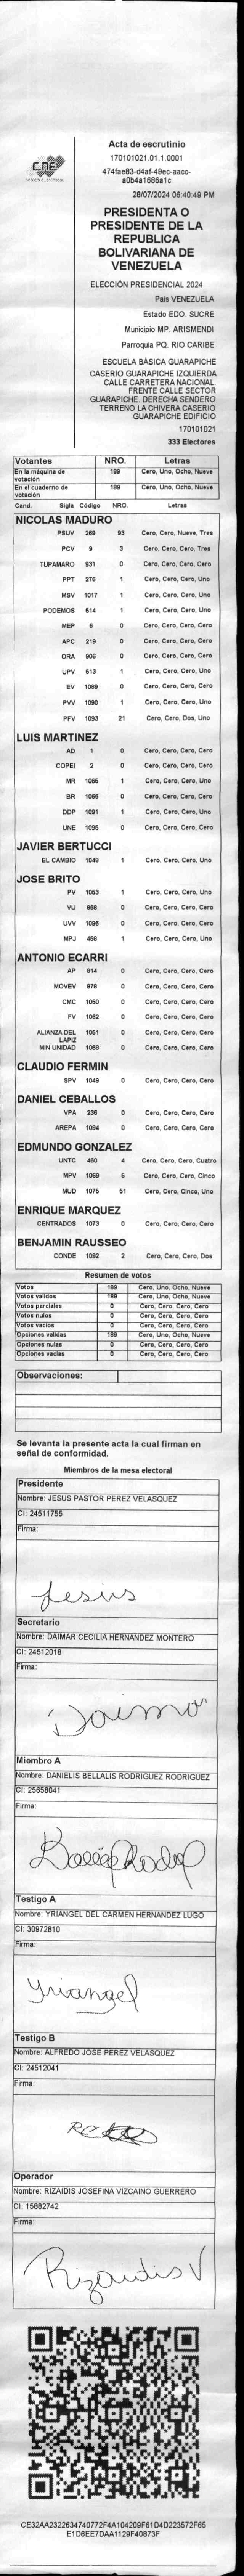 CNE
Acta de escrutinio
170101021.01.1.0001
474fae83-d4af-49ec-aacc-
a0b4a1686a1c
28/07/2024 06:40:49 PM
PRESIDENTA O
PRESIDENTE DE LA
REPUBLICA
BOLIVARIANA DE
VENEZUELA
ELECCIÓN PRESIDENCIAL 2024
País VENEZUELA
Estado EDO. SUCRE
Municipio MP. ARISMENDI
Parroquia PQ. RIO CARIBE
ESCUELA BÁSICA GUARAPICHE
CASERIO GUARAPICHE IZQUIERDA
CALLE CARRETERA NACIONAL.
FRENTE CALLE SECTOR
GUARAPICHE. DERECHA SENDERO
TERRENO LA CHIVERA CASERIO
GUARAPICHE EDIFICIO
170101021
333 Electores
Votantes NRO. Letras
En la máquina de votación 189 Cero, Uno, Ocho, Nueve
En el cuaderno de votación 189 Cero, Uno, Ocho, Nueve
Cand. Sigla Código NRO. Letras
NICOLAS MADURO
PSUV 269 93 Cero, Cero, Nueve, Tres
PCV 9 3 Cero, Cero, Cero, Tres
TUPAMARO 931 0 Cero, Cero, Cero, Cero
PPT 276 1 Cero, Cero, Cero, Uno
MSV 1017 1 Cero, Cero, Cero, Uno
PODEMOS 514 1 Cero, Cero, Cero, Uno
MEP 6 0 Cero, Cero, Cero, Cero
APC 219 0 Cero, Cero, Cero, Cero
ORA 906 0 Cero, Cero, Cero, Cero
UPV 513 1 Cero, Cero, Cero, Uno
EV 1089 0 Cero, Cero, Cero, Cero
PVV 1090 1 Cero, Cero, Cero, Uno
PFV 1093 21 Cero, Cero, Dos, Uno
LUIS MARTINEZ
AD 1 0 Cero, Cero, Cero, Cero
COPEI 2 0 Cero, Cero, Cero, Cero
MR 1065 1 Cero, Cero, Cero, Uno
BR 1066 0 Cero, Cero, Cero, Cero
DDP 1091 1 Cero, Cero, Cero, Uno
UNE 1095 0 Cero, Cero, Cero, Cero
JAVIER BERTUCCI
EL CAMBIO 1048 1 Cero, Cero, Cero, Uno
JOSE BRITO
PV 1053 1 Cero, Cero, Cero, Uno
VU 868 0 Cero, Cero, Cero, Cero
UVV 1096 0 Cero, Cero, Cero, Cero
MPJ 459 1 Cero, Cero, Cero, Uno
ANTONIO ECARRI
AP 814 0 Cero, Cero, Cero, Cero
MOVEV 878 0 Cero, Cero, Cero, Cero
CMC 1050 0 Cero, Cero, Cero, Cero
FV 1062 0 Cero, Cero, Cero, Cero
ALIANZA DEL LAPIZ 1051 0 Cero, Cero, Cero, Cero
MIN UNIDAD 1068 0 Cero, Cero, Cero, Cero
CLAUDIO FERMIN
SPV 1049 0 Cero, Cero, Cero, Cero
DANIEL CEBALLOS
VPA 236 0 Cero, Cero, Cero, Cero
AREPA 1094 0 Cero, Cero, Cero, Cero
EDMUNDO GONZALEZ
UNTC 460 4 Cero, Cero, Cero, Cuatro
MPV 1069 5 Cero, Cero, Cero, Cinco
MUD 1075 51 Cero, Cero, Cinco, Uno
ENRIQUE MARQUEZ
CENTRADOS 1073 0 Cero, Cero, Cero, Cero
BENJAMIN RAUSSEO
CONDE 1092 2 Cero, Cero, Cero, Dos
Resumen de votos
Votos 189 Cero, Uno, Ocho, Nueve
Votos validos 189 Cero, Uno, Ocho, Nueve
Votos parciales 0 Cero, Cero, Cero, Cero
Votos nulos 0 Cero, Cero, Cero, Cero
Votos vacios 0 Cero, Cero, Cero, Cero
Opciones validas 189 Cero, Uno, Ocho, Nueve
Opciones nulas 0 Cero, Cero, Cero, Cero
Opciones vacias 0 Cero, Cero, Cero, Cero
Observaciones:
Se levanta la presente acta la cual firman en
señal de conformidad.
Miembros de la mesa electoral
Presidente
Nombre: JESUS PASTOR PEREZ VELASQUEZ
CI: 24511755
Firma:
Jesus
Secretario
Nombre: DAIMAR CECILIA HERNANDEZ MONTERO
CI: 24512018
Firma:
Miembro A
Nombre: DANIELIS BELLALIS RODRIGUEZ RODRIGUEZ
CI: 25658041
Firma:
Testigo A
Nombre: YRIANGEL DEL CARMEN HERNANDEZ LUGO
CI: 30972810
Firma:
Yriangel
Testigo B
Nombre: ALFREDO JOSE PEREZ VELASQUEZ
CI: 24512041
Firma:
Operador
Nombre: RIZAIDIS JOSEFINA VIZCAINO GUERRERO
CI: 15882742
Firma:
Rizaidis V
CE32AA2322634740772F4A104209F61D4D223572F65
E1D6EE7DAA1129F40873F